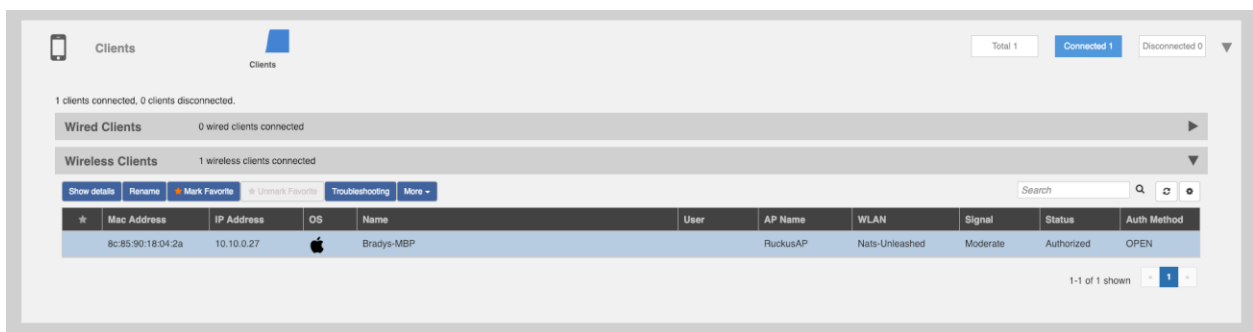 Clients
Clients
Total 1
Connected 1
Disconnected 0
1 clients connected, 0 clients disconnected.
Wired Clients 0 wired clients connected
Wireless Clients 1 wireless clients connected
Show details Rename Mark Favorite Unmark Favorite Troubleshooting More
Search
Mac Address IP Address OS Name User AP Name WLAN Signal Status Auth Method
8c:85:90:18:04:2a 10.10.0.27 Bradys-MBP RuckusAP Nats-Unleashed Moderate Authorized OPEN
1-1 of 1 shown « 1 »